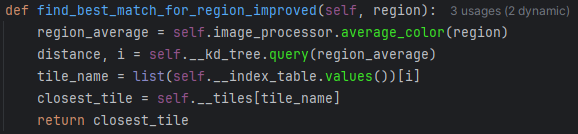 def find_best_match_for_region_improved(self, region):   3 usages (2 dynamic)
    region_average = self.image_processor.average_color(region)
    distance, i = self.__kd_tree.query(region_average)
    tile_name = list(self.__index_table.values())[i]
    closest_tile = self.__tiles[tile_name]
    return closest_tile